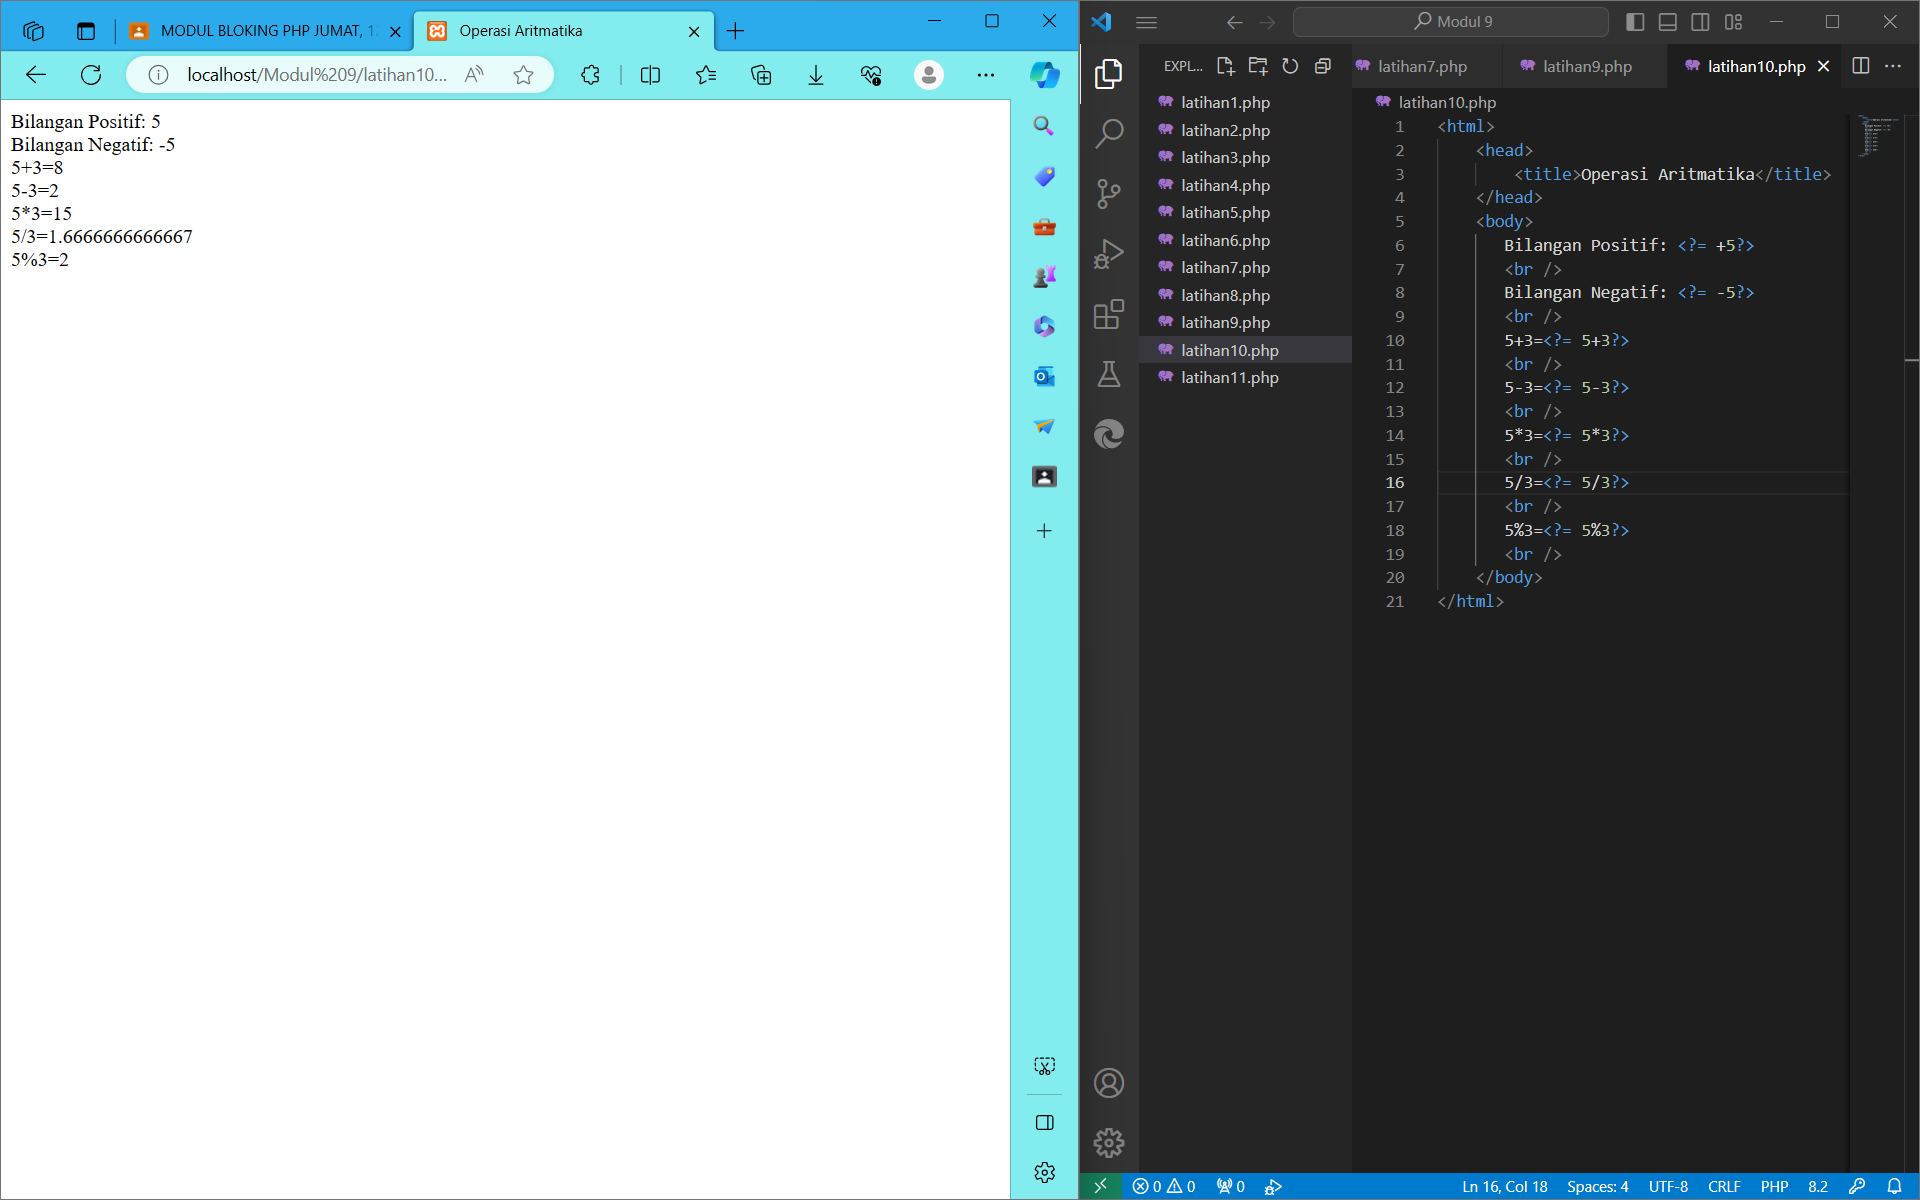 MODUL BLOKING PHP JUMAT, 1
Operasi Aritmatika
localhost/Modul%209/latihan10...
Bilangan Positif: 5
Bilangan Negatif: -5
5+3=8
5-3=2
5*3=15
5/3=1.6666666666667
5%3=2
Modul 9
EXPL...
latihan7.php
latihan9.php
latihan10.php
latihan1.php
latihan2.php
latihan3.php
latihan4.php
latihan5.php
latihan6.php
latihan7.php
latihan8.php
latihan9.php
latihan10.php
latihan11.php
latihan10.php
1 <html>
2 <head>
3 <title>Operasi Aritmatika</title>
4 </head>
5 <body>
6 Bilangan Positif: <?= +5?>
7 <br />
8 Bilangan Negatif: <?= -5?>
9 <br />
10 5+3=<?= 5+3?>
11 <br />
12 5-3=<?= 5-3?>
13 <br />
14 5*3=<?= 5*3?>
15 <br />
16 5/3=<?= 5/3?>
17 <br />
18 5%3=<?= 5%3?>
19 <br />
20 </body>
21 </html>
0 0 0 Ln 16, Col 18 Spaces: 4 UTF-8 CRLF PHP 8.2